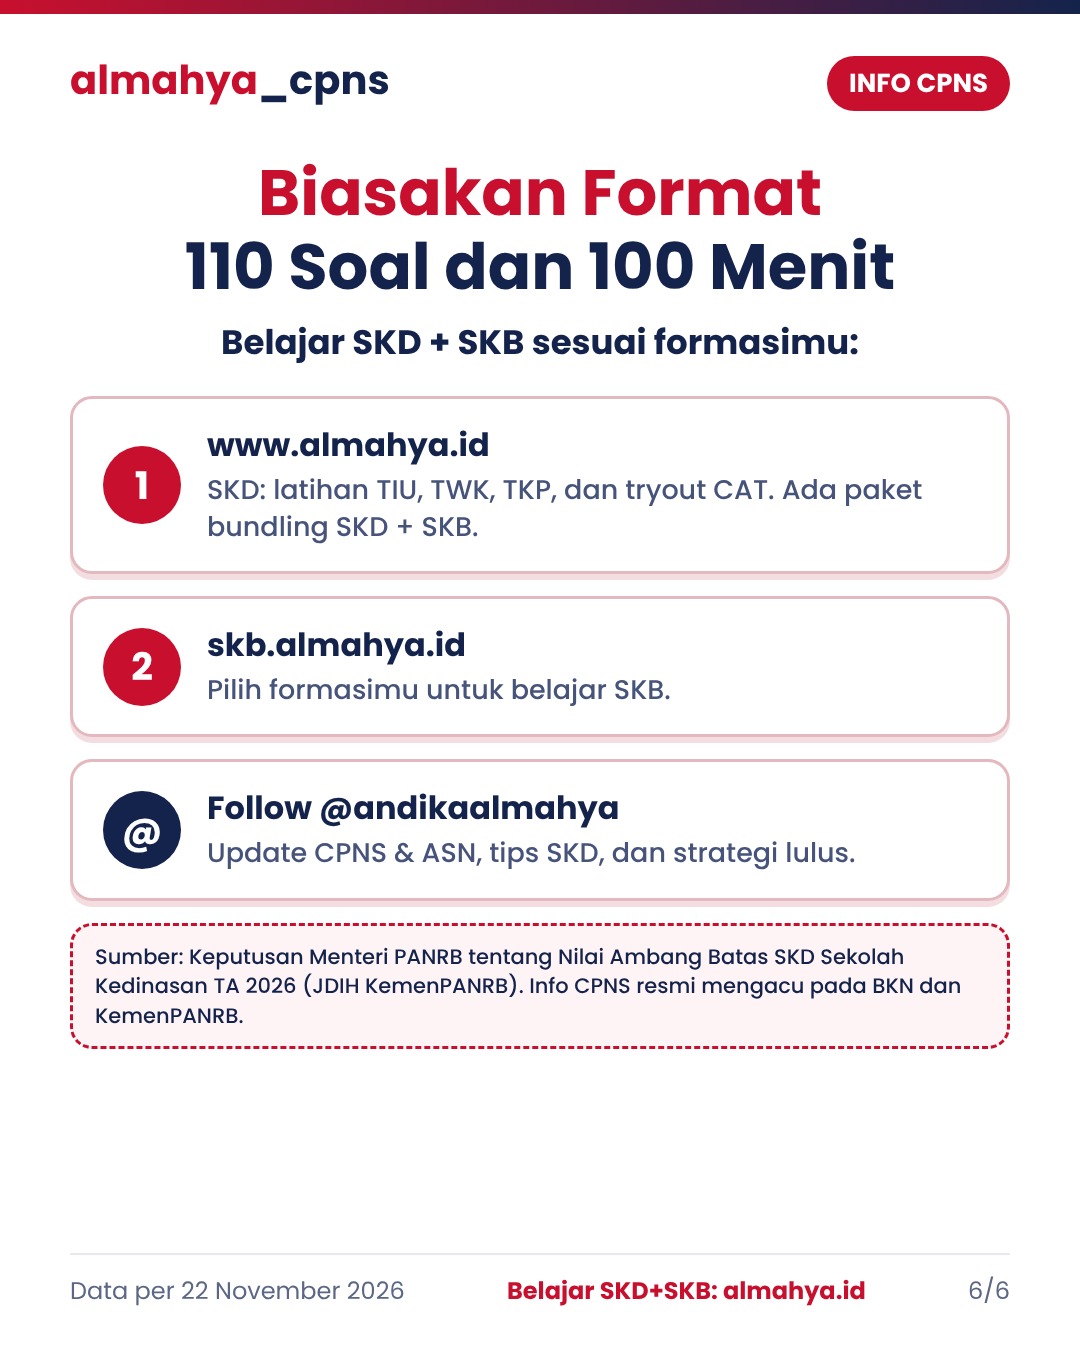 almahya_cpns
INFO CPNS
Biasakan Format
110 Soal dan 100 Menit
Belajar SKD + SKB sesuai formasimu:
1
www.almahya.id
SKD: latihan TIU, TWK, TKP, dan tryout CAT. Ada paket
bundling SKD + SKB.
2
skb.almahya.id
Pilih formasimu untuk belajar SKB.
@
Follow @andikaalmahya
Update CPNS & ASN, tips SKD, dan strategi lulus.
Sumber: Keputusan Menteri PANRB tentang Nilai Ambang Batas SKD Sekolah
Kedinasan TA 2026 (JDIH KemenPANRB). Info CPNS resmi mengacu pada BKN dan
KemenPANRB.
Data per 22 November 2026
Belajar SKD+SKB: almahya.id
6/6